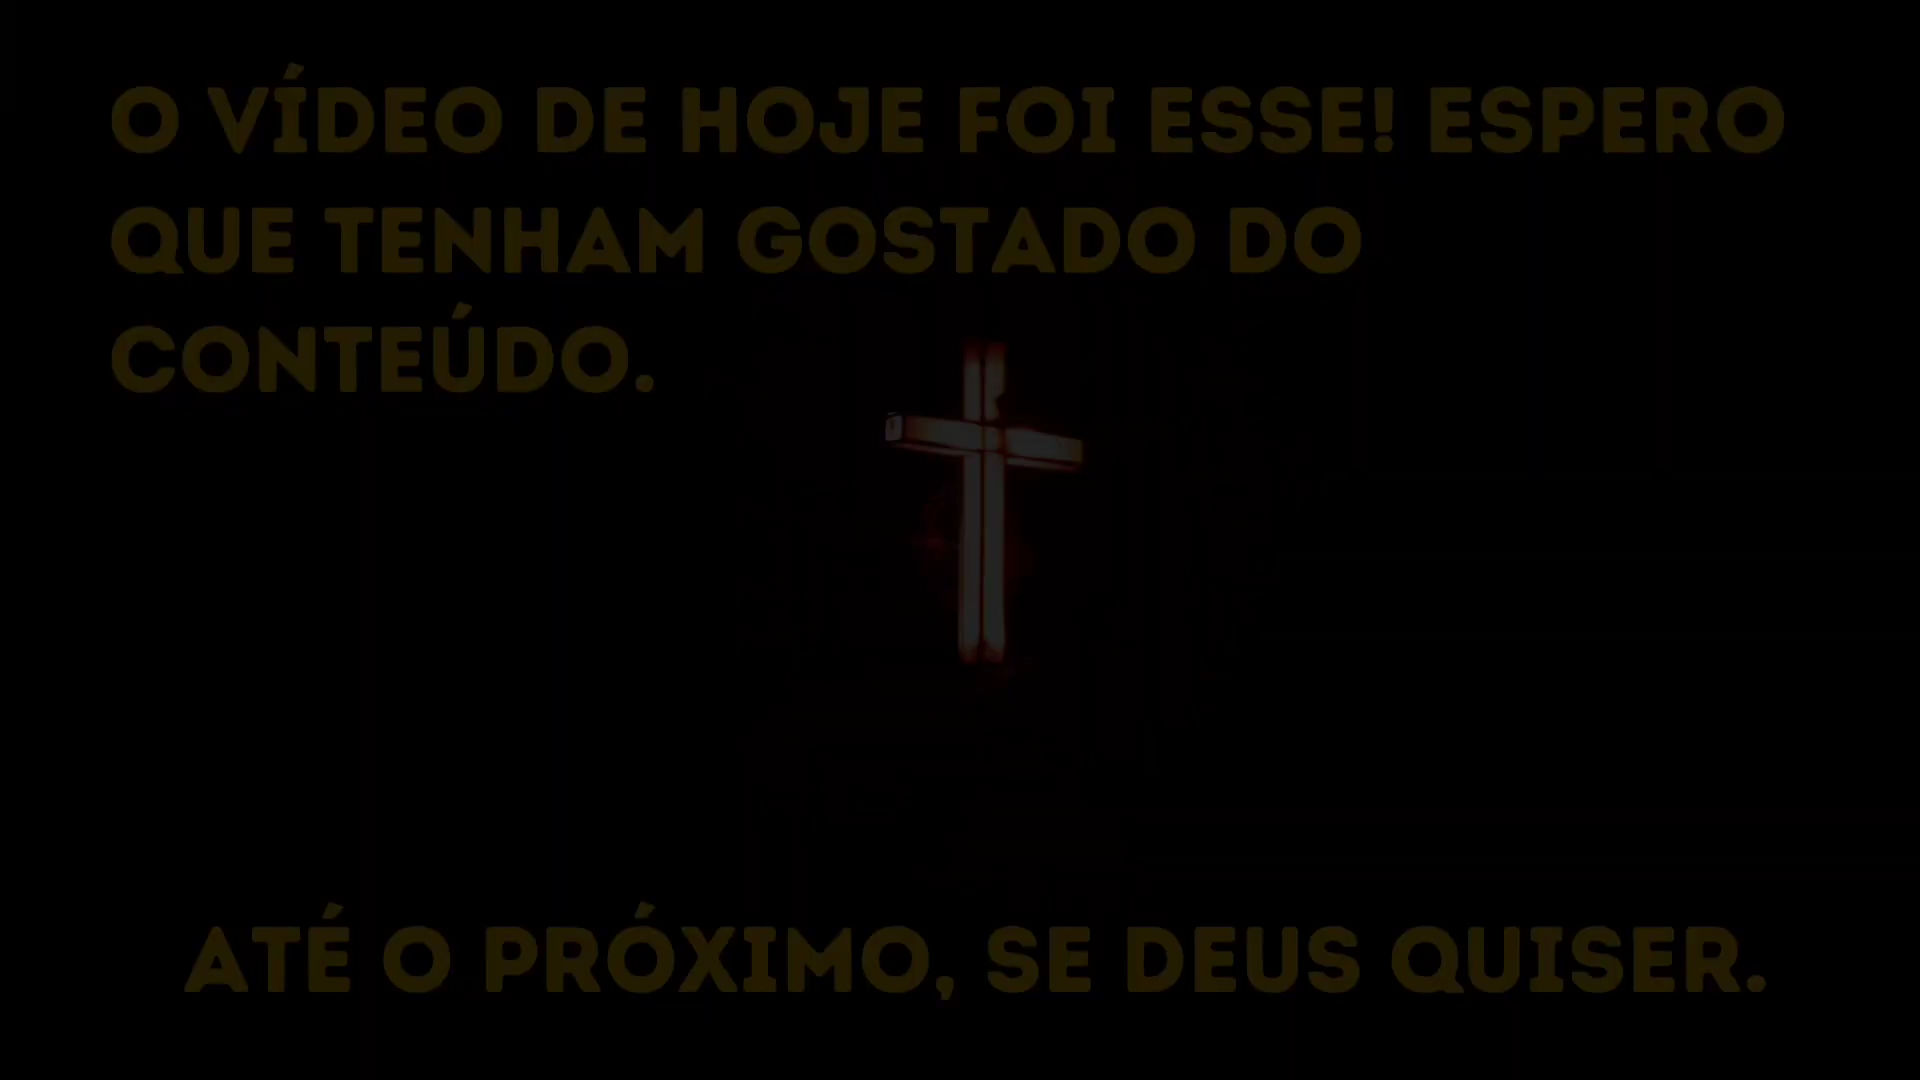 O VÍDEO DE HOJE FOI ESSE! ESPERO
QUE TENHAM GOSTADO DO
CONTEÚDO.
ATÉ O PRÓXIMO, SE DEUS QUISER.